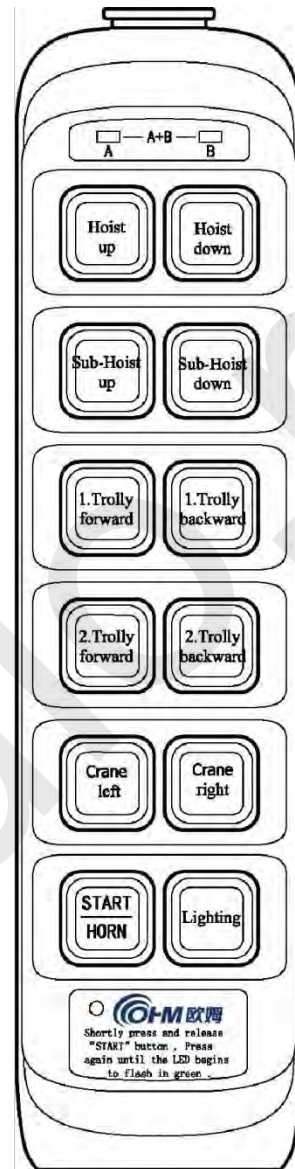 A+B
A B
Hoist Hoist
up down
Sub-Hoist Sub-Hoist
up down
1.Trolly 1.Trolly
forward backward
2.Trolly 2.Trolly
forward backward
Crane Crane
left right
START
HORN Lighting
OHM 欧姆
Shortly press and release
"START" button . Press
again until the LED begins
to flash in green .